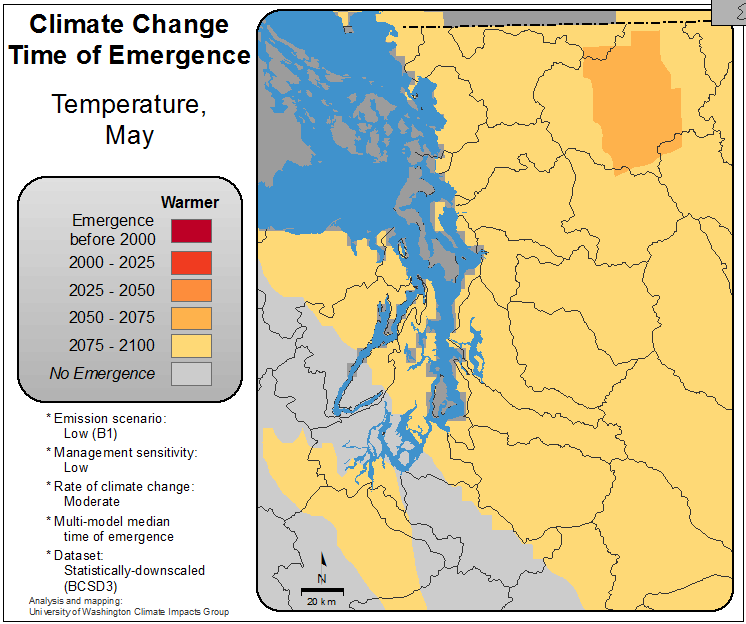 Climate Change
Time of Emergence
Temperature,
May
Warmer
Emergence
before 2000
2000 - 2025
2025 - 2050
2050 - 2075
2075 - 2100
No Emergence
* Emission scenario:
Low (B1)
* Management sensitivity:
Low
* Rate of climate change:
Moderate
* Multi-model median
time of emergence
* Dataset:
Statistically-downscaled
(BCSD3)
Analysis and mapping:
University of Washington Climate Impacts Group
N
20 km